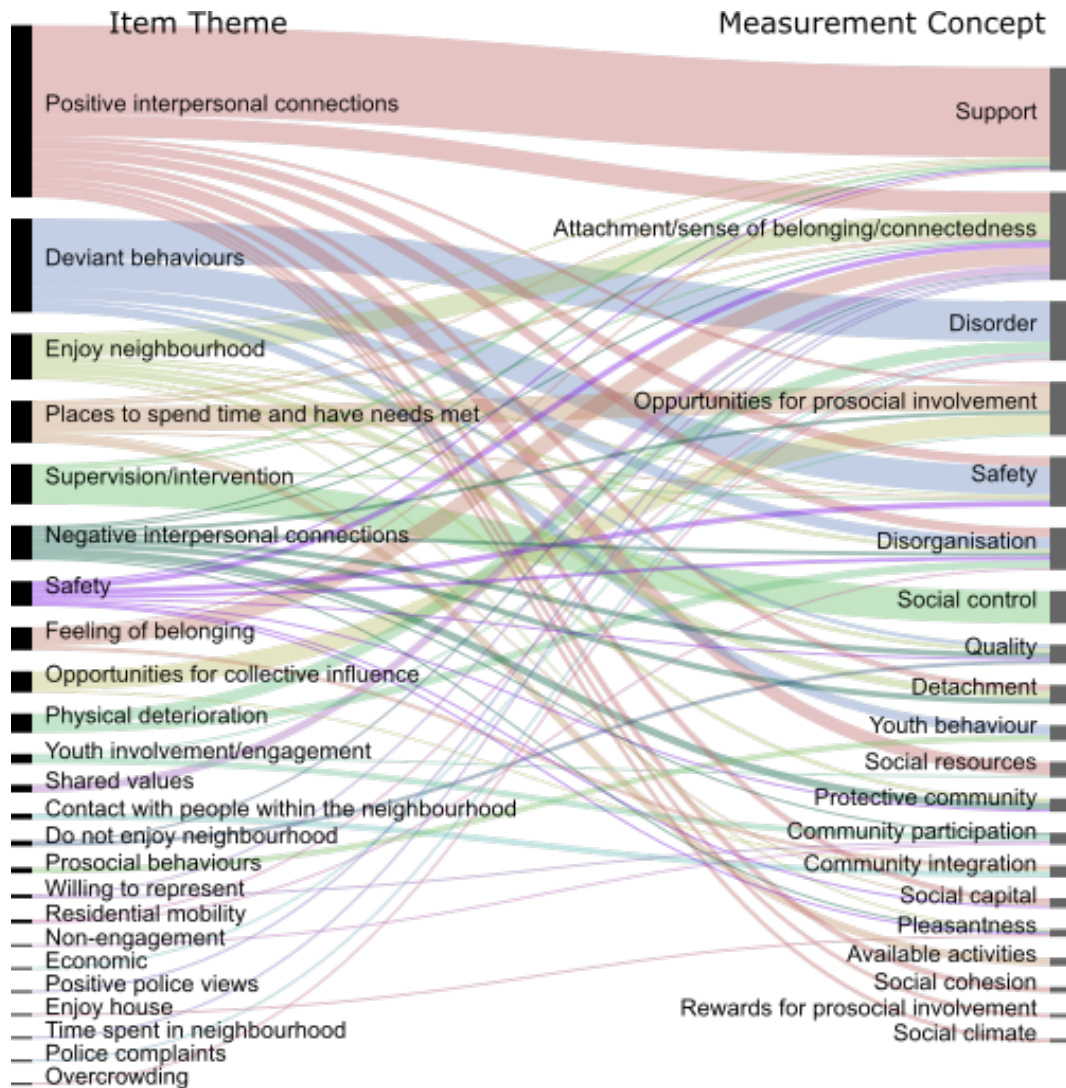 Item Theme
Measurement Concept
Positive interpersonal connections
Deviant behaviours
Enjoy neighbourhood
Places to spend time and have needs met
Supervision/intervention
Negative interpersonal connections
Safety
Feeling of belonging
Opportunities for collective influence
Physical deterioration
Youth involvement/engagement
Shared values
Contact with people within the neighbourhood
Do not enjoy neighbourhood
Prosocial behaviours
Willing to represent
Residential mobility
Non-engagement
Economic
Positive police views
Enjoy house
Time spent in neighbourhood
Police complaints
Overcrowding
Support
Attachment/sense of belonging/connectedness
Disorder
Oppurtunities for prosocial involvement
Safety
Disorganisation
Social control
Quality
Detachment
Youth behaviour
Social resources
Protective community
Community participation
Community integration
Social capital
Pleasantness
Available activities
Social cohesion
Rewards for prosocial involvement
Social climate